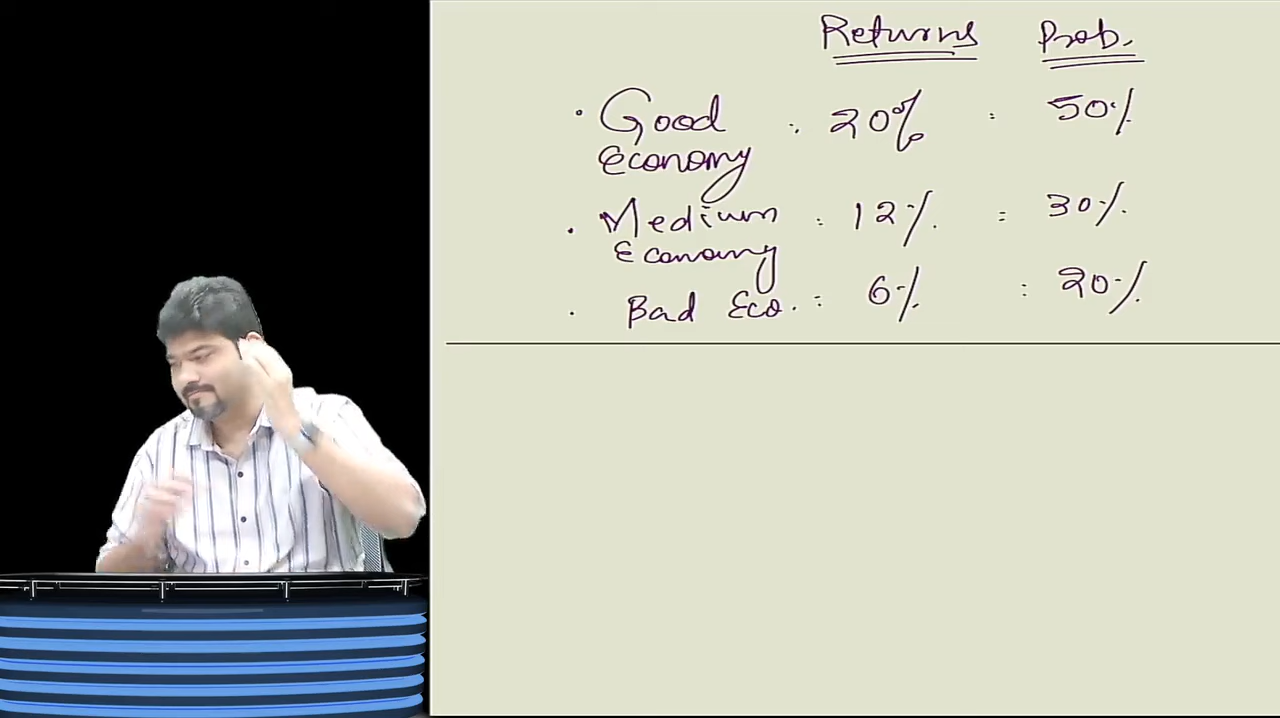 Returns Prob.
• Good : 20% : 50%
Economy
• Medium : 12% : 30%
Economy
• Bad Eco. : 6% : 20%